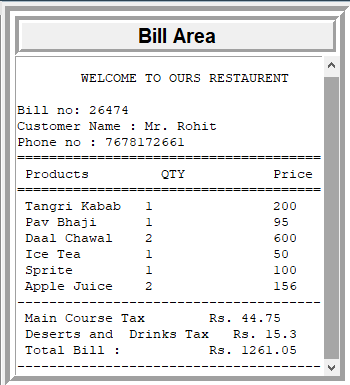 Bill Area
WELCOME TO OURS RESTAURENT
Bill no: 26474
Customer Name : Mr. Rohit
Phone no : 7678172661
======================================
Products QTY Price
======================================
Tangri Kabab 1 200
Pav Bhaji 1 95
Daal Chawal 2 600
Ice Tea 1 50
Sprite 1 100
Apple Juice 2 156
--------------------------------------
Main Course Tax Rs. 44.75
Deserts and Drinks Tax Rs. 15.3
Total Bill : Rs. 1261.05
--------------------------------------